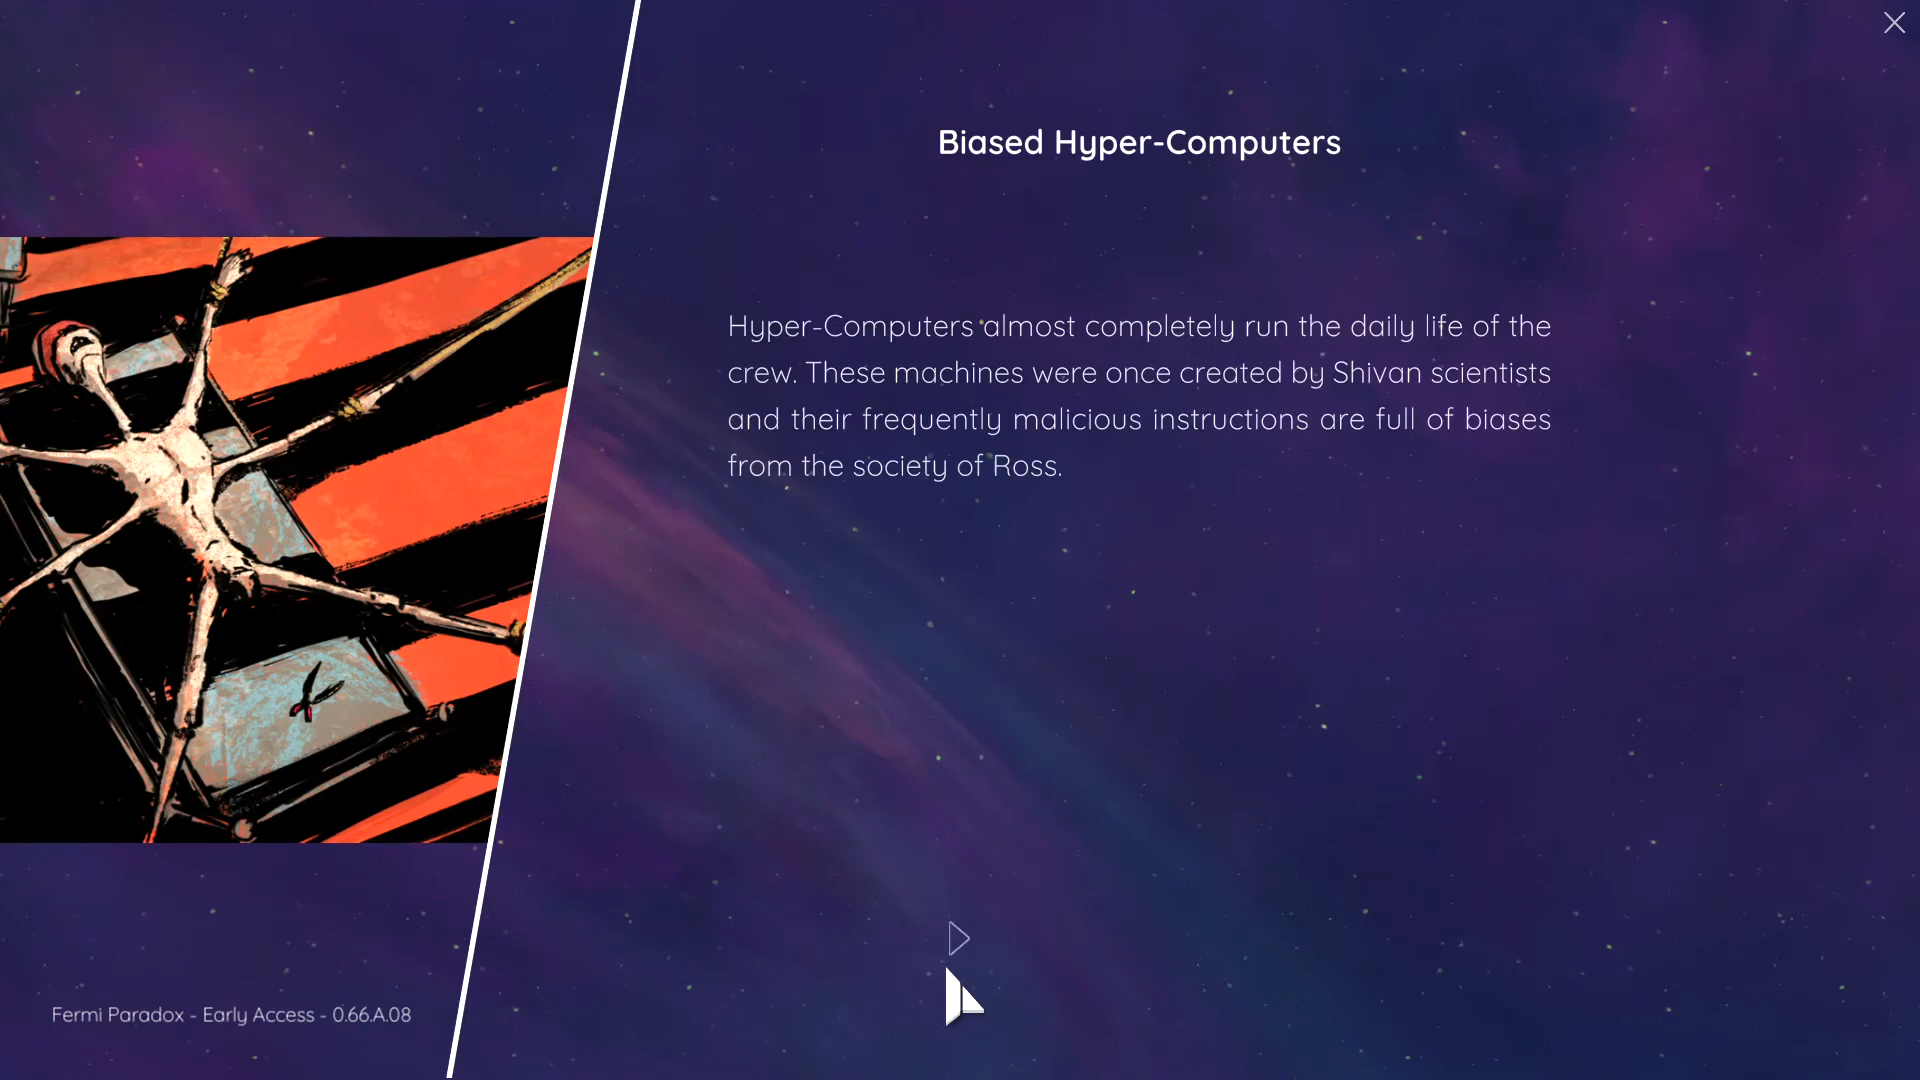 Biased Hyper-Computers
Hyper-Computers almost completely run the daily life of the
crew. These machines were once created by Shivan scientists
and their frequently malicious instructions are full of biases
from the society of Ross.
Fermi Paradox - Early Access - 0.66.A.08